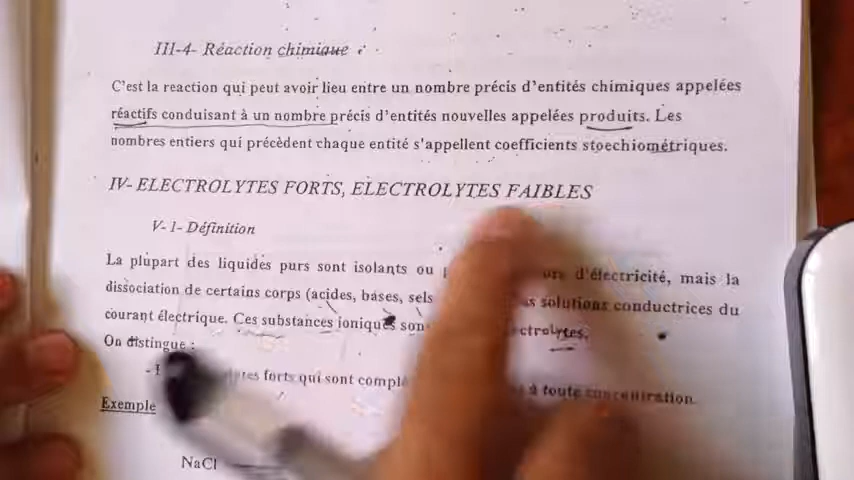 III-4- Réaction chimique :
C'est la reaction qui peut avoir lieu entre un nombre précis d'entités chimiques appelées
réactifs conduisant à un nombre précis d'entités nouvelles appelées produits. Les
nombres entiers qui précèdent chaque entité s'appellent coefficients stoechiométriques.
IV- ELECTROLYTES FORTS, ELECTROLYTES FAIBLES
V- 1- Définition
La plupart des liquides purs sont isolants ou d'électricité, mais la
dissociation de certains corps (acides, bases, sels solutions conductrices du
courant électrique. Ces substances ioniques
On distingue :
forts qui sont à toute concentration.
Exemple
NaCl